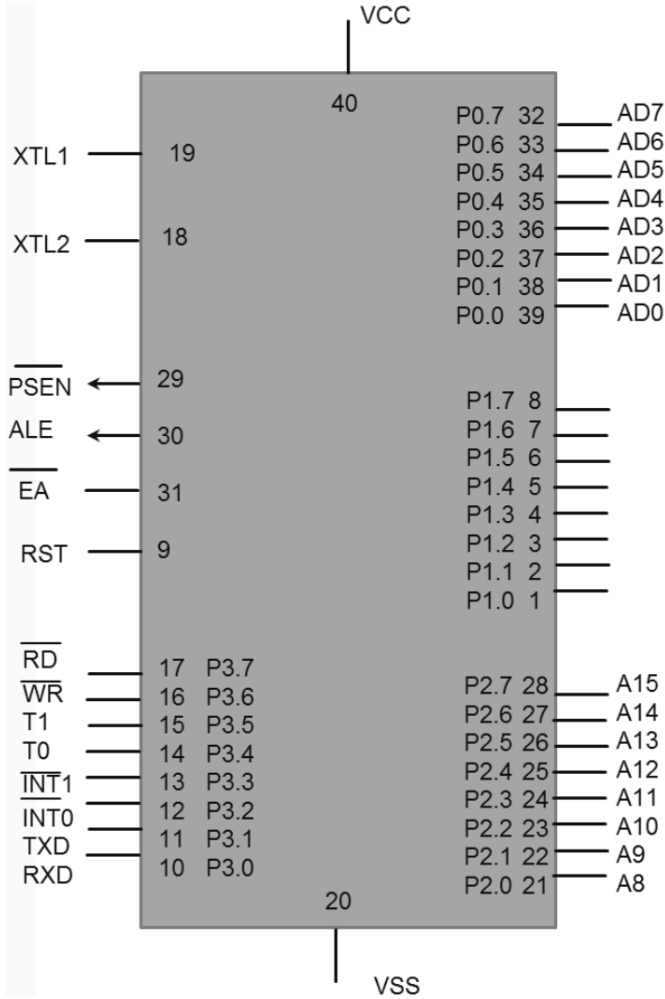 VCC
40
P0.7 32 AD7
P0.6 33 AD6
XTL1 19
P0.5 34 AD5
P0.4 35 AD4
P0.3 36 AD3
XTL2 18
P0.2 37 AD2
P0.1 38 AD1
P0.0 39 AD0
PSEN 29
P1.7 8
ALE 30
P1.6 7
P1.5 6
EA 31
P1.4 5
P1.3 4
P1.2 3
RST 9
P1.1 2
P1.0 1
RD 17 P3.7
P2.7 28 A15
WR 16 P3.6
P2.6 27 A14
T1 15 P3.5
P2.5 26 A13
T0 14 P3.4
P2.4 25 A12
INT1 13 P3.3
P2.3 24 A11
INT0 12 P3.2
P2.2 23 A10
TXD 11 P3.1
P2.1 22 A9
RXD 10 P3.0
P2.0 21 A8
20
VSS